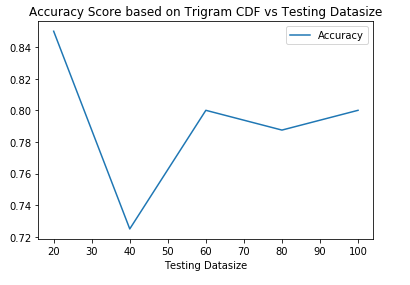 Accuracy Score based on Trigram CDF vs Testing Datasize
Accuracy
0.84
0.82
0.80
0.78
0.76
0.74
0.72
20 30 40 50 60 70 80 90 100
Testing Datasize